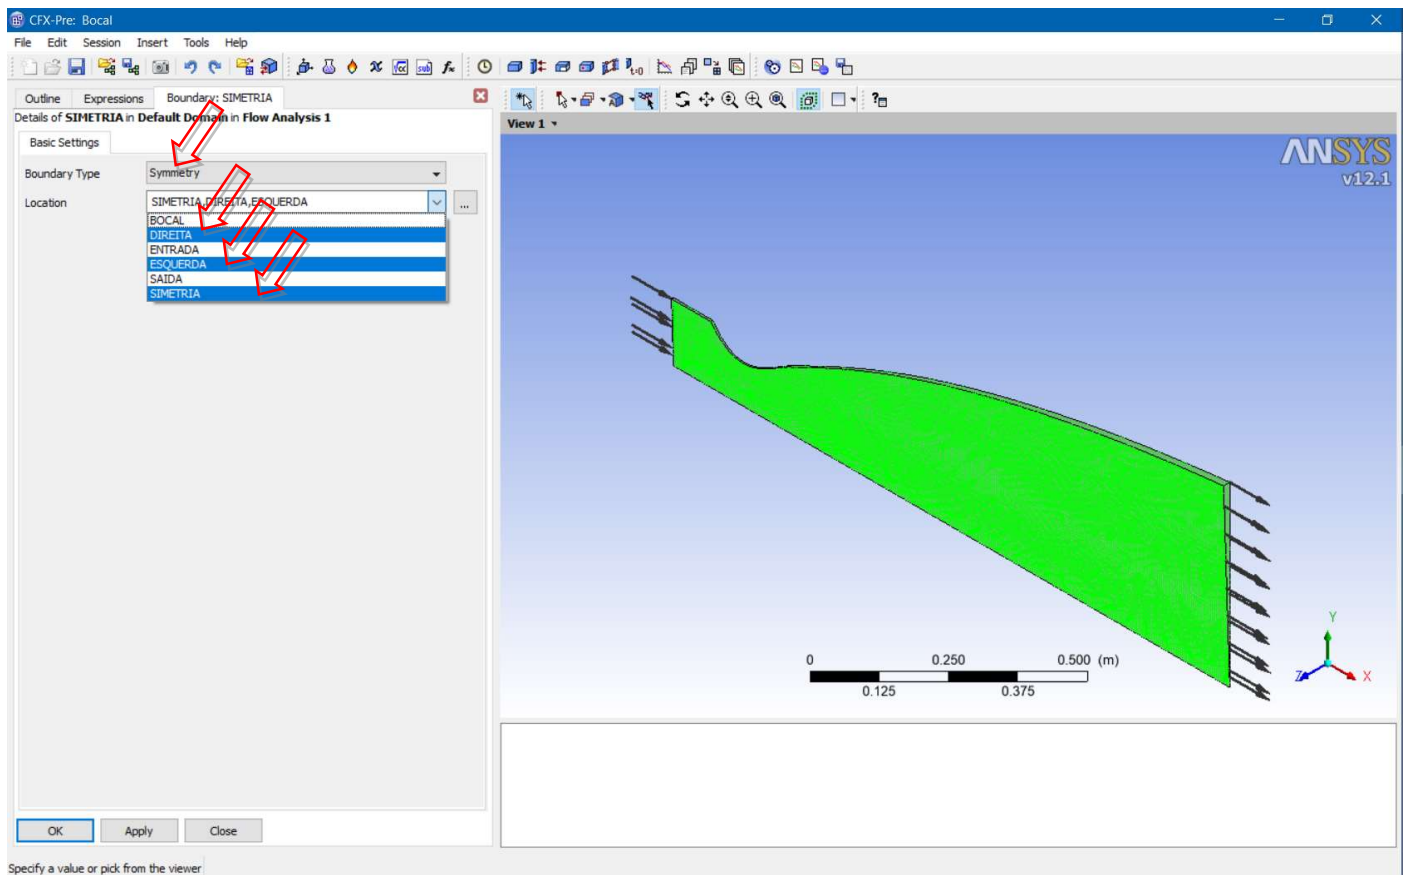 CFX-Pre: Bocal
File Edit Session Insert Tools Help
Outline Expressions Boundary: SIMETRIA
Details of SIMETRIA in Default Domain in Flow Analysis 1
Basic Settings
Boundary Type Symmetry
Location SIMETRIA,DIREITA,ESQUERDA ...
BOCAL
DIREITA
ENTRADA
ESQUERDA
SAIDA
SIMETRIA
OK Apply Close
Specify a value or pick from the viewer
View 1
ANSYS
v12.1
0 0.250 0.500 (m)
0.125 0.375
Y
Z X